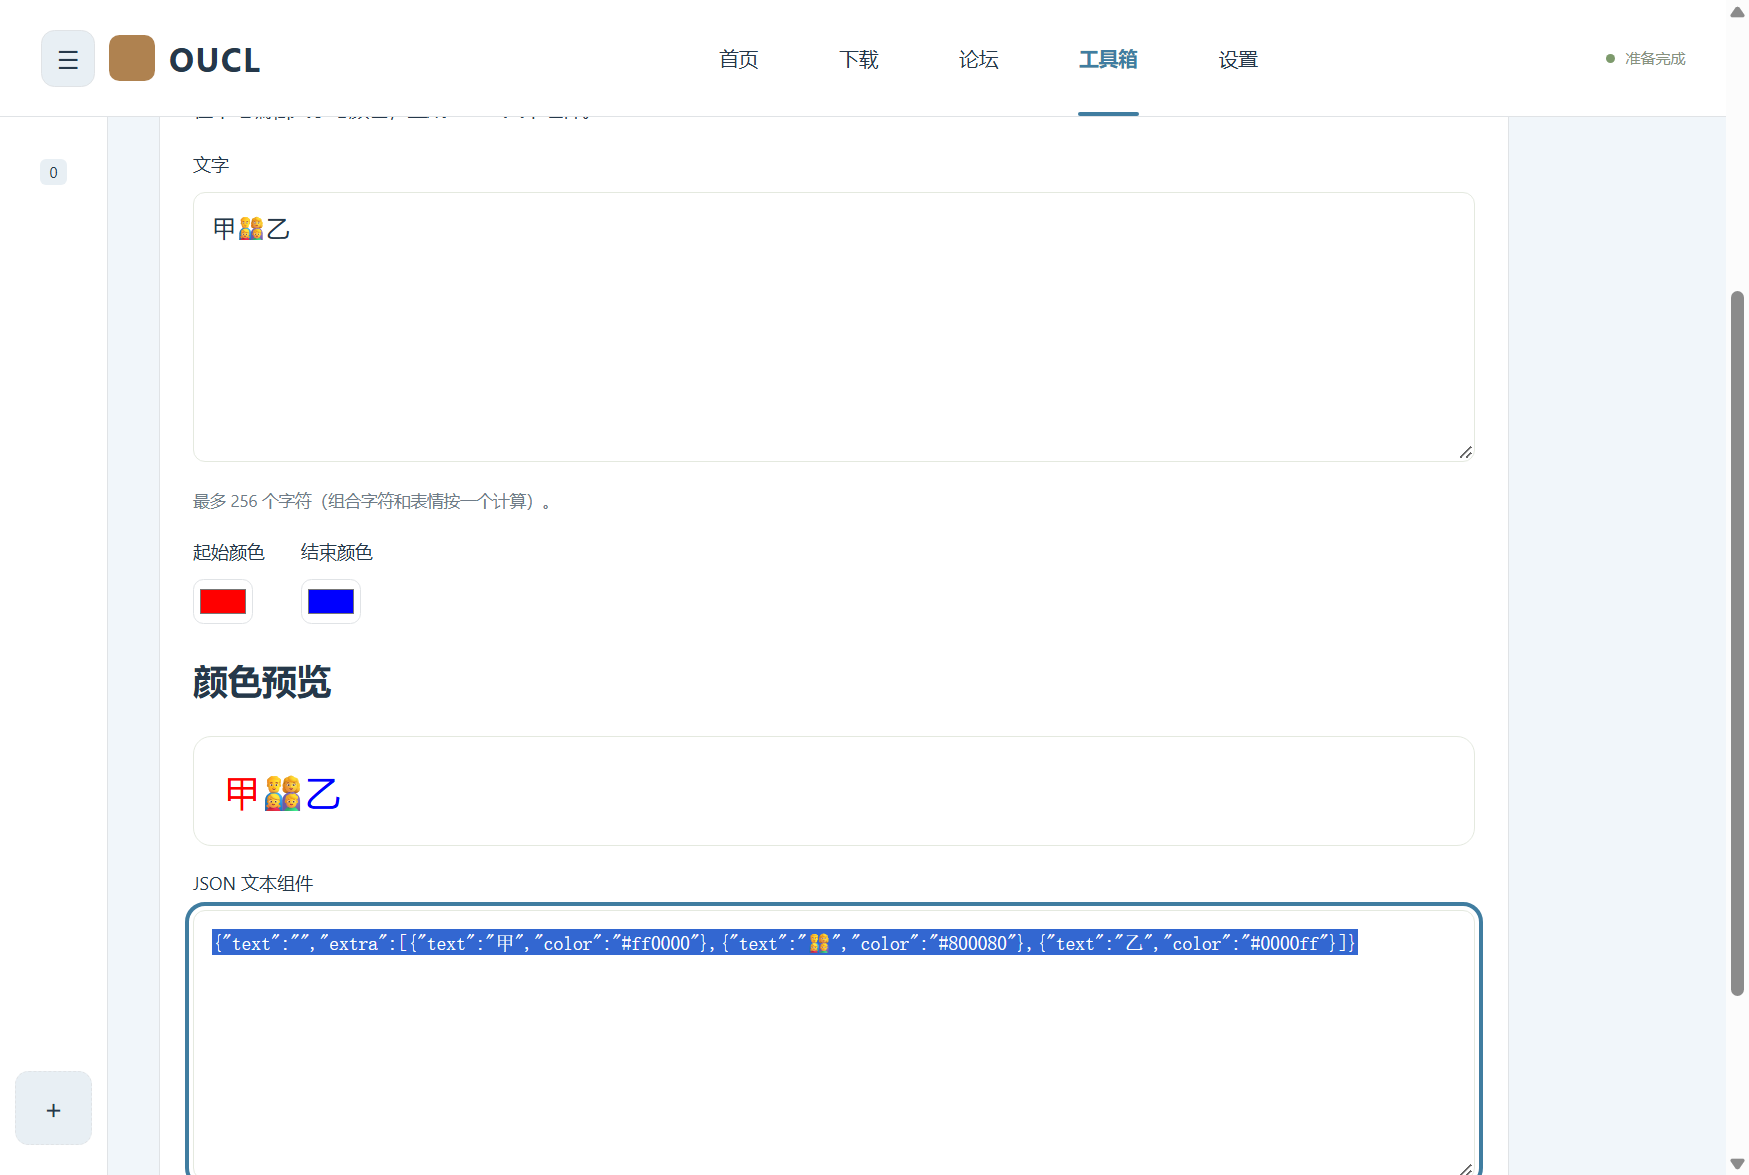 ☰ OUCL 首页 下载 论坛 工具箱 设置 准备完成
0
文字
甲👨‍👩‍👧‍👦乙
最多 256 个字符（组合字符和表情按一个计算）。
起始颜色 结束颜色
颜色预览
甲👨‍👩‍👧‍👦乙
JSON 文本组件
{"text":"","extra":[{"text":"甲","color":"#ff0000"},{"text":"👨‍👩‍👧‍👦","color":"#800080"},{"text":"乙","color":"#0000ff"}]}
+